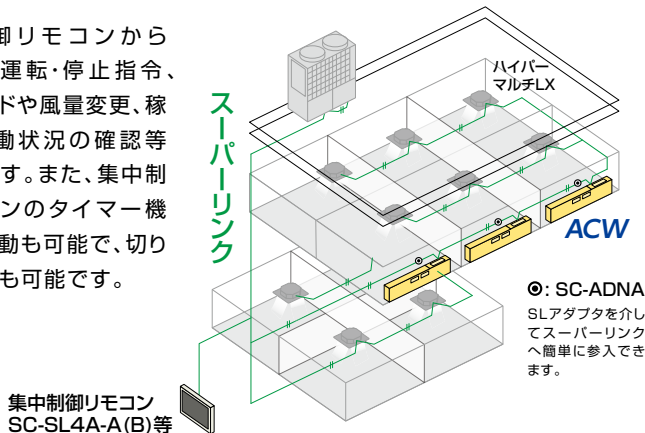 御リモコンから
運転・停止指令、
ドや風量変更、稼
働状況の確認等
す。また、集中制
ンのタイマー機
動も可能で、切り
も可能です。
スーパーリンク
ハイパー
マルチLX
ACW
◉: SC-ADNA
SLアダプタを介し
てスーパーリンク
へ簡単に参入でき
ます。
集中制御リモコン
SC-SL4A-A(B)等